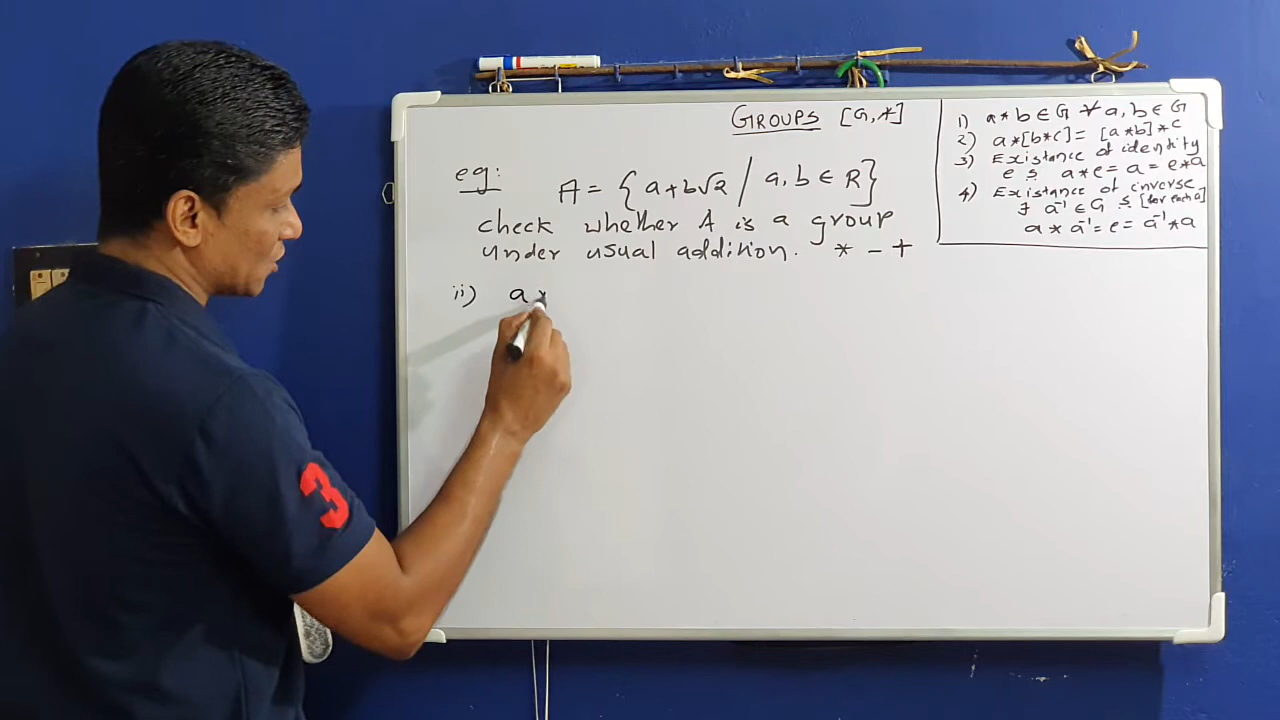 GROUPS [G,*]
eg: A = { a+b√2 / a, b ∈ R }
check whether A is a group
under usual addition. * - +
ii) a *
1) a * b ∈ G ∀ a, b ∈ G
2) a*[b*c] = [a*b]*c
3) Existance of identity
e ș a*e = a = e*a
4) Existance of inverse
∃ a⁻¹ ∈ G ș [for each a]
a * a⁻¹ = e = a⁻¹ * a
3